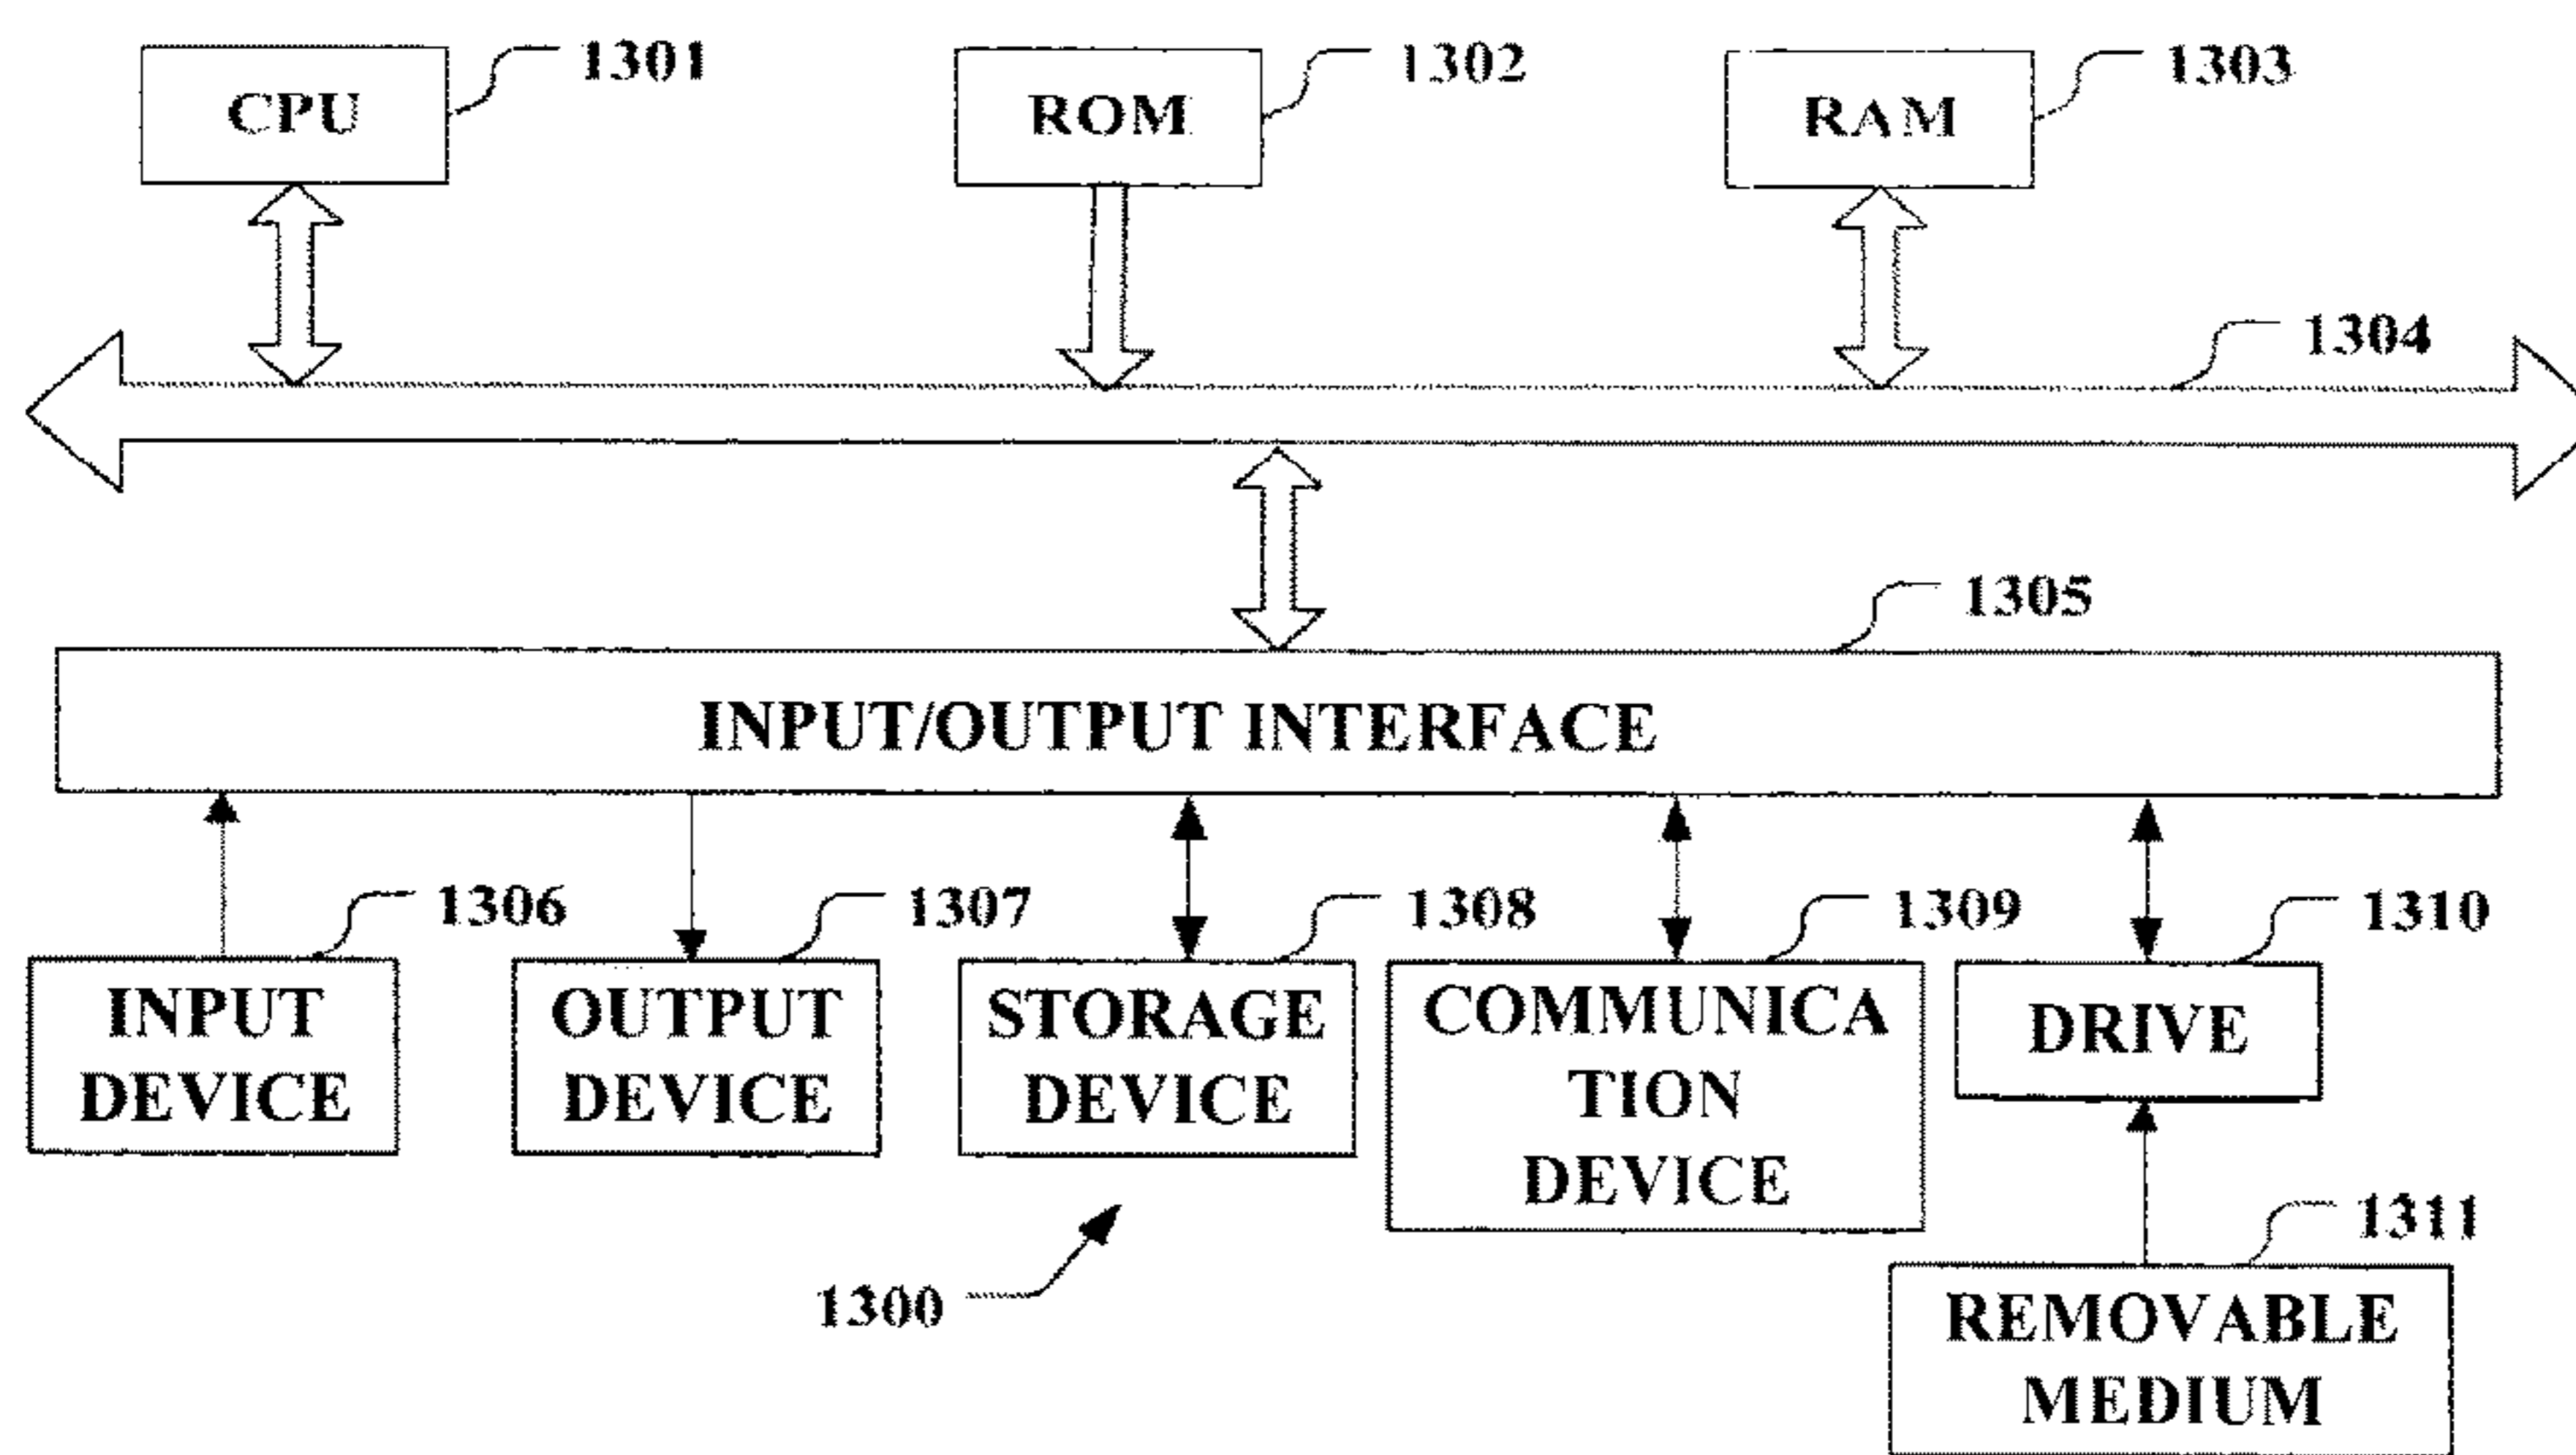 CPU
1301
ROM
1302
RAM
1303
1304
1305
INPUT/OUTPUT INTERFACE
1306
1307
1308
1309
1310
INPUT
DEVICE
OUTPUT
DEVICE
STORAGE
DEVICE
COMMUNICA
TION
DEVICE
DRIVE
1311
1300
REMOVABLE
MEDIUM